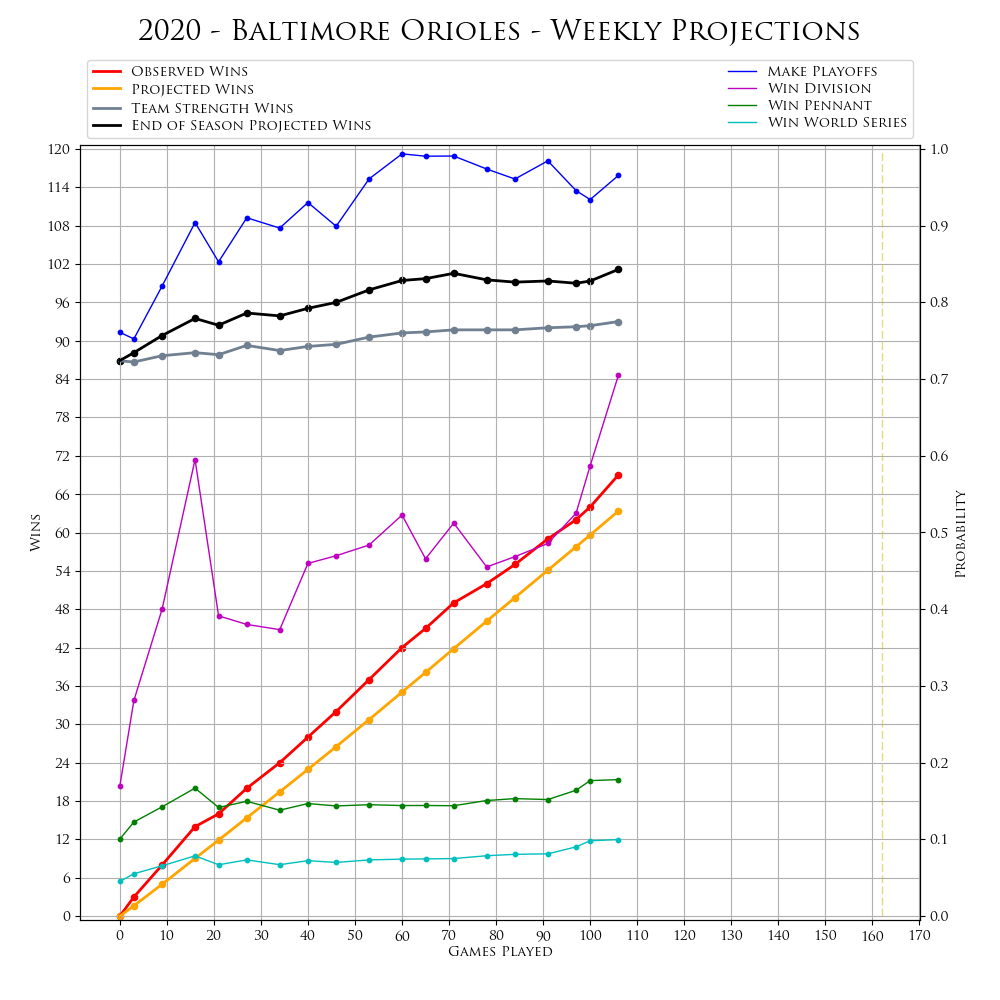 2020 - Baltimore Orioles - Weekly Projections
Observed Wins
Projected Wins
Team Strength Wins
End of Season Projected Wins
Make Playoffs
Win Division
Win Pennant
Win World Series
120
114
108
102
96
90
84
78
72
66
60
54
48
42
36
30
24
18
12
6
0
Wins
1.0
0.9
0.8
0.7
0.6
0.5
0.4
0.3
0.2
0.1
0.0
Probability
0 10 20 30 40 50 60 70 80 90 100 110 120 130 140 150 160 170
Games Played